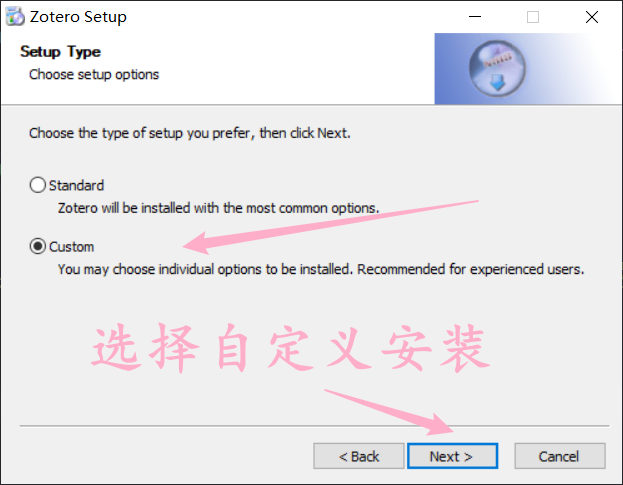 Zotero Setup
Setup Type
Choose setup options
Choose the type of setup you prefer, then click Next.
Standard
Zotero will be installed with the most common options.
Custom
You may choose individual options to be installed. Recommended for experienced users.
选择自定义安装
< Back
Next >
Cancel